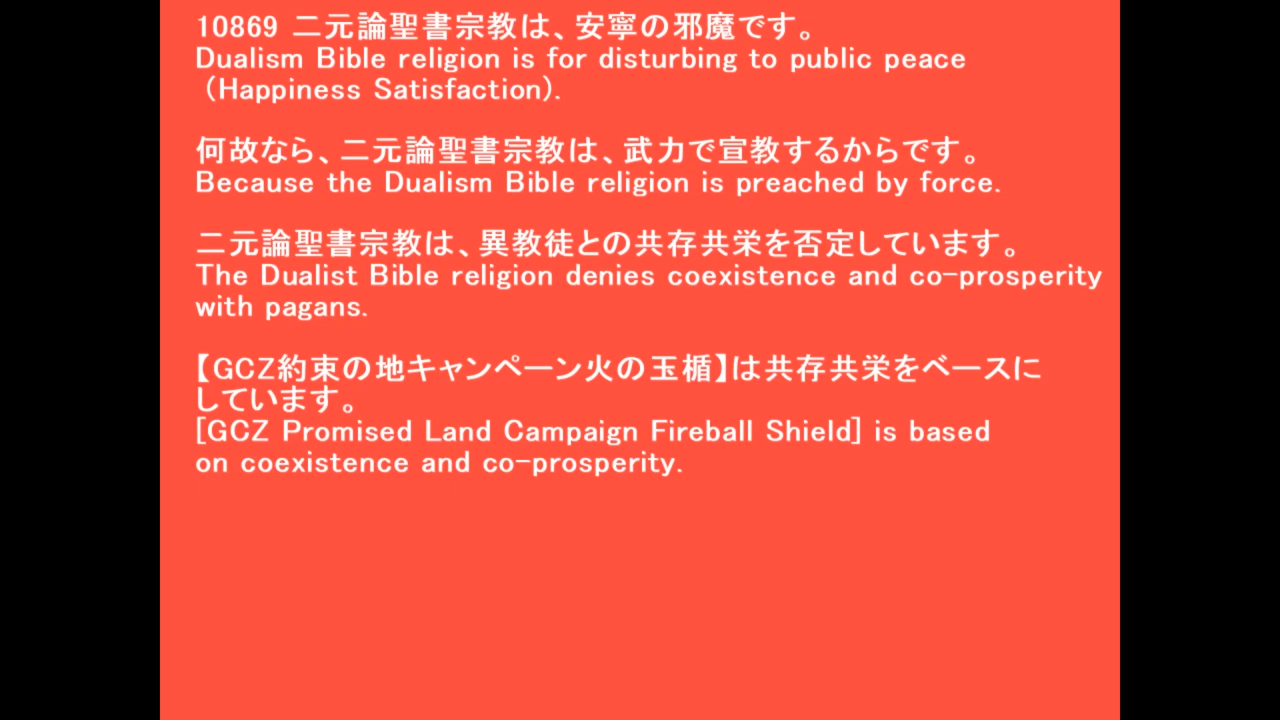 10869 二元論聖書宗教は、安寧の邪魔です。
Dualism Bible religion is for disturbing to public peace
（Happiness Satisfaction).
何故なら、二元論聖書宗教は、武力で宣教するからです。
Because the Dualism Bible religion is preached by force.
二元論聖書宗教は、異教徒との共存共栄を否定しています。
The Dualist Bible religion denies coexistence and co-prosperity
with pagans.
【GCZ約束の地キャンペーン火の玉楯】は共存共栄をベースに
しています。
[GCZ Promised Land Campaign Fireball Shield] is based
on coexistence and co-prosperity.